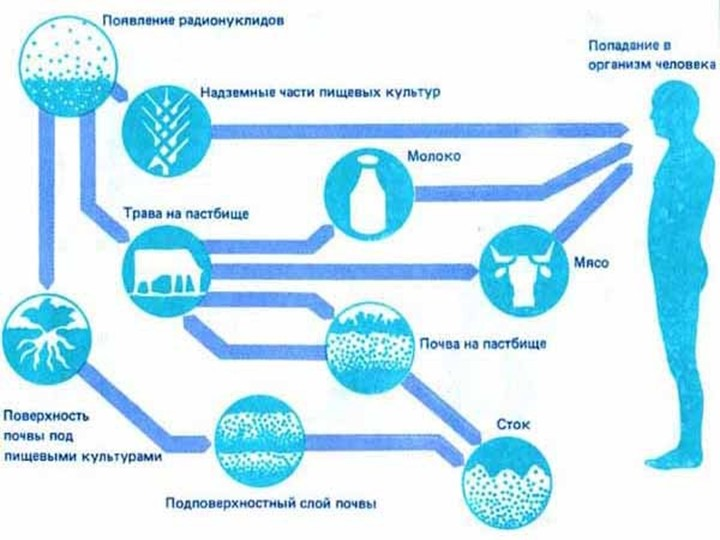 Появление радионуклидов
Попадание в
организм человека
Надземные части пищевых культур
Молоко
Трава на пастбище
Мясо
Почва на пастбище
Поверхность
почвы под
пищевыми культурами
Сток
Подповерхностный слой почвы